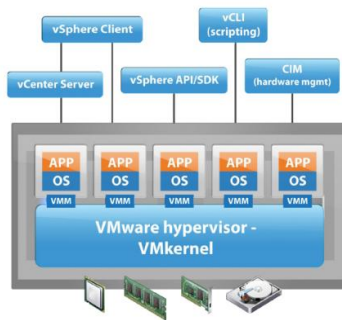 vSphere Client
vCLI
(scripting)
vCenter Server
vSphere API/SDK
CIM
(hardware mgmt)
APP APP APP APP APP
OS OS OS OS OS
VMM VMM VMM VMM VMM
VMware hypervisor -
VMkernel